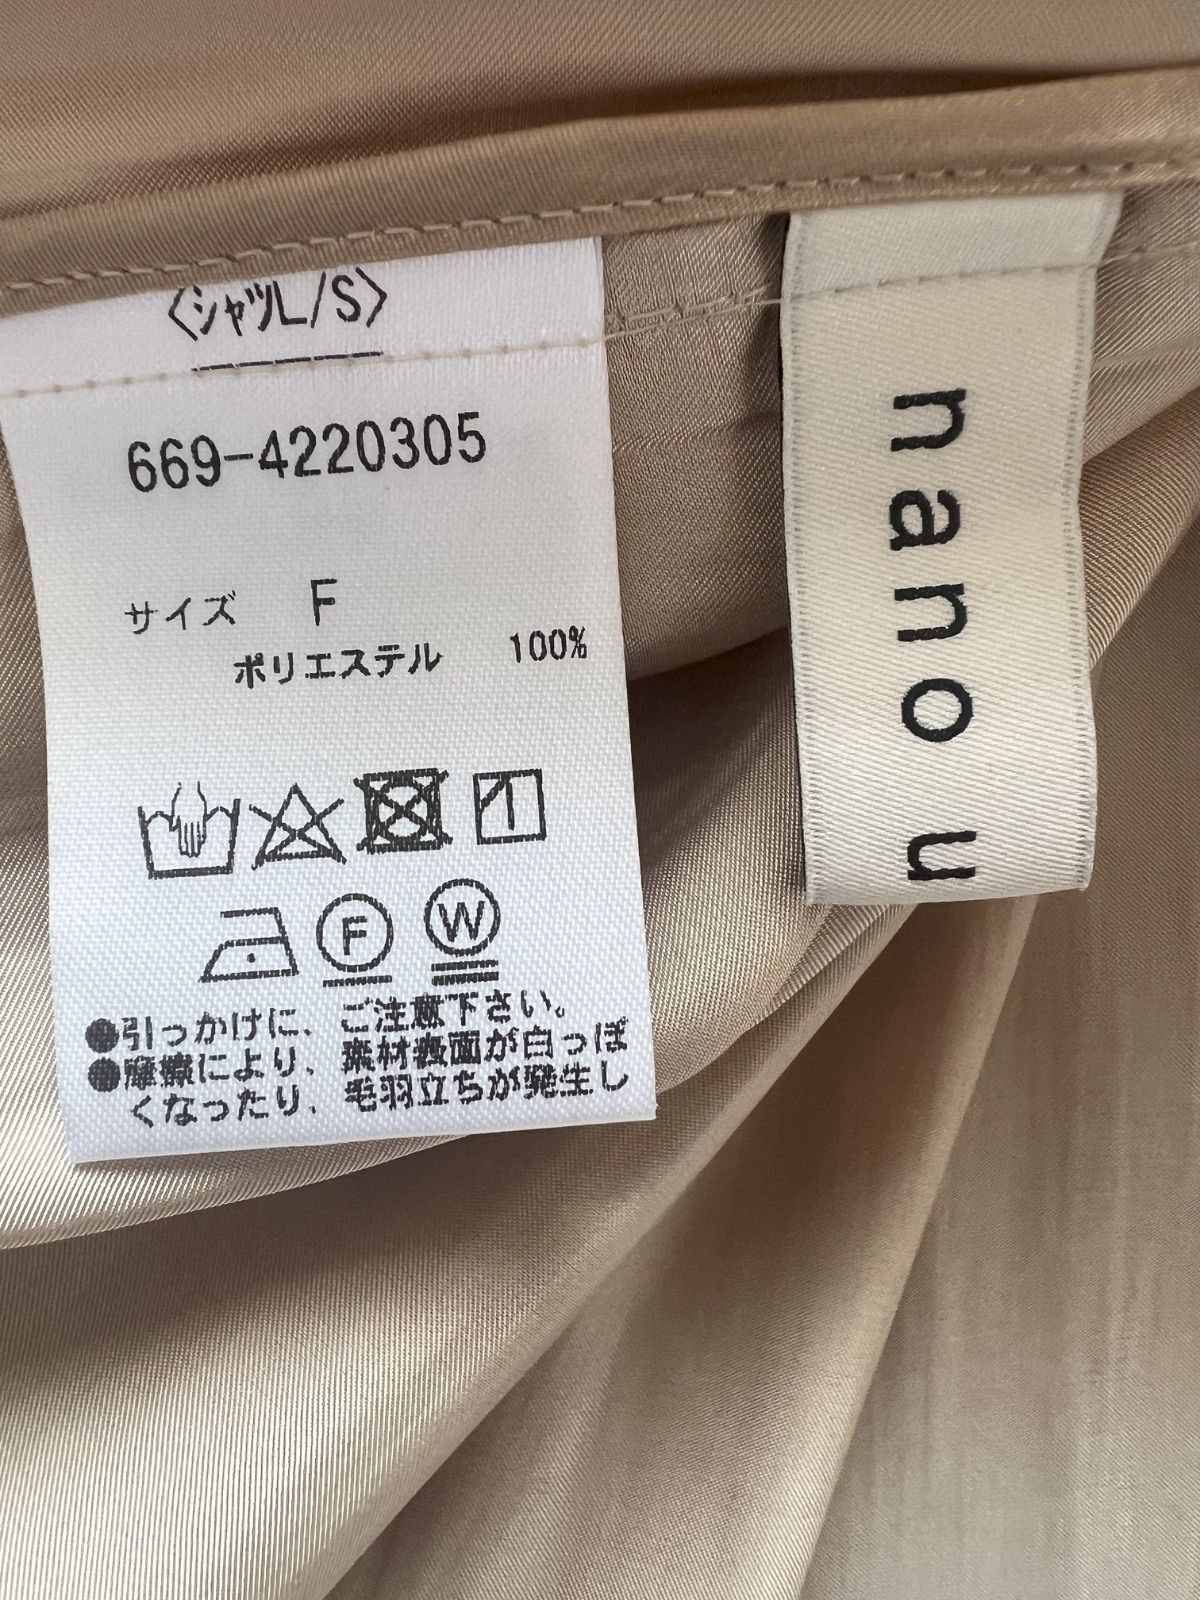 〈シャツL/S〉
669-4220305
サイズ F
ポリエステル 100%
F
W
●引っかけに、ご注意下さい。
●摩擦により、素材表面が白っぽ
くなったり、毛羽立ちが発生し
nano u